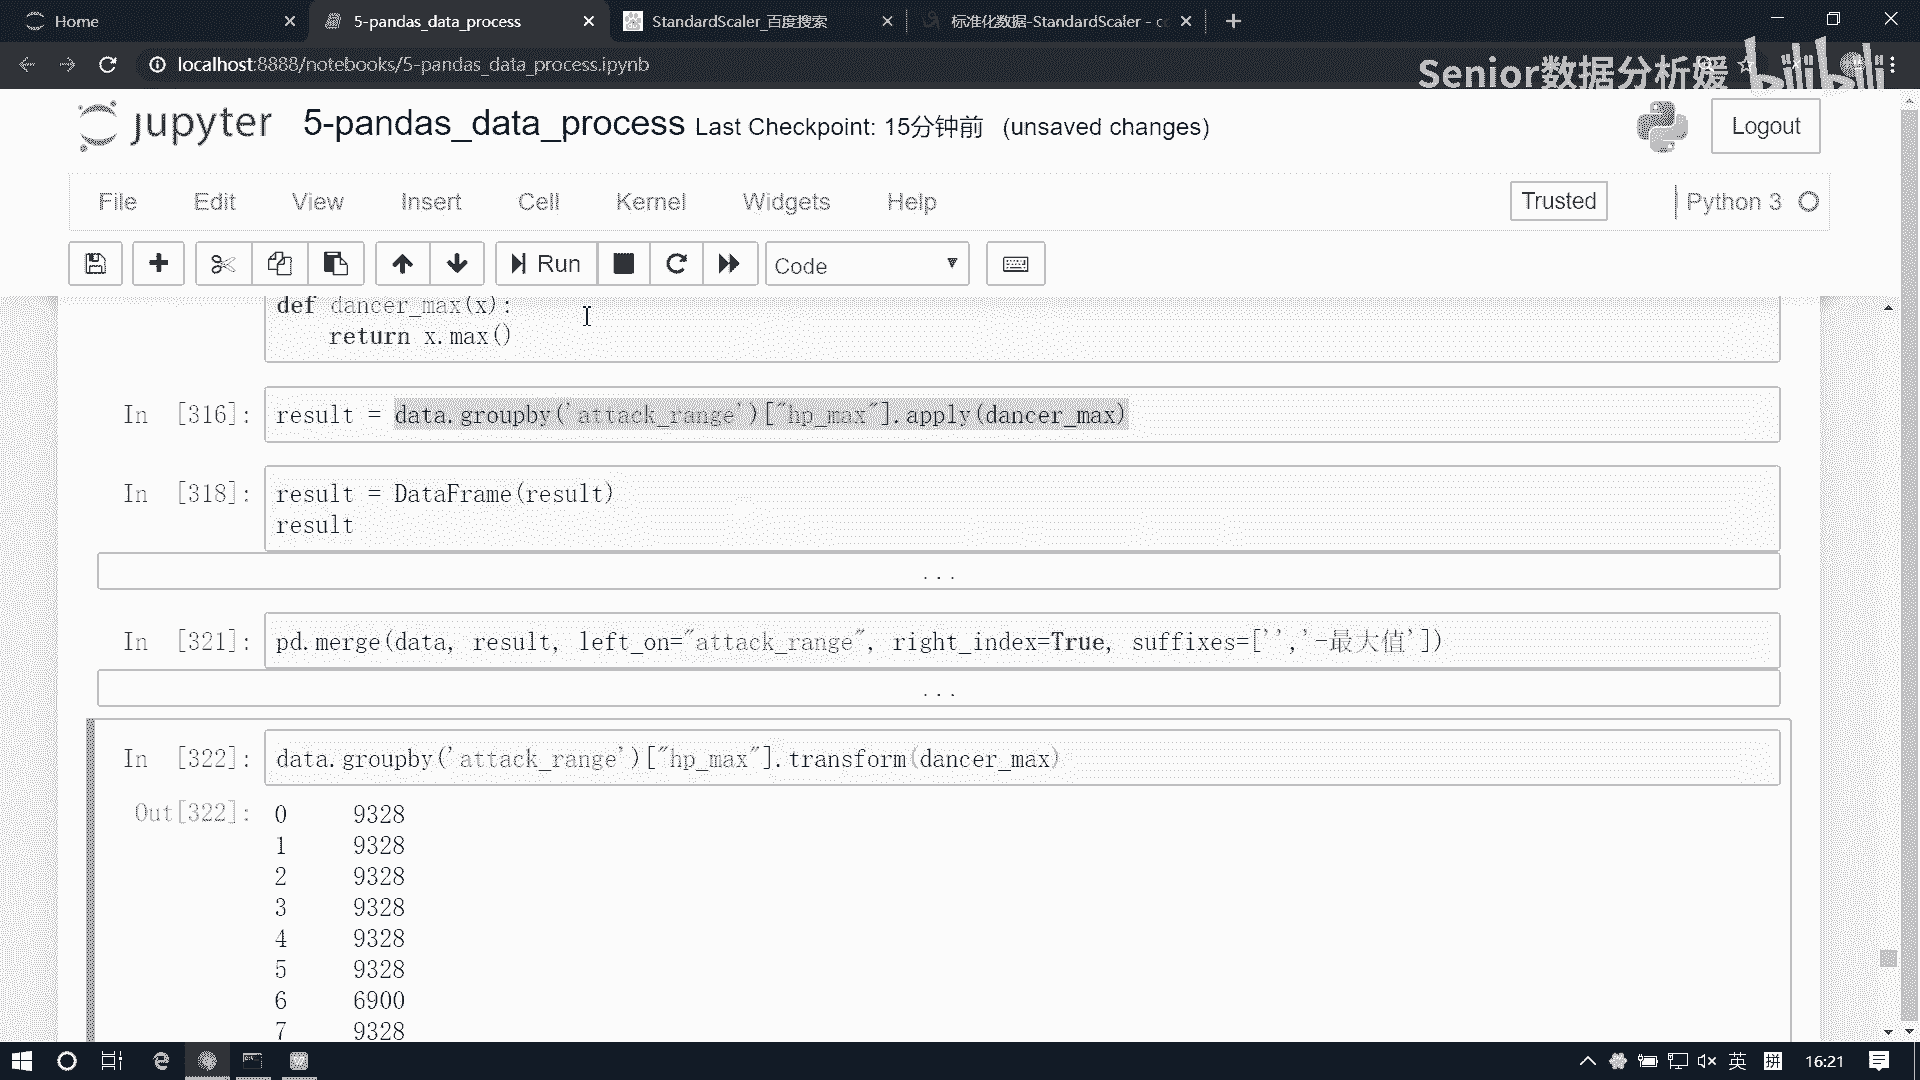 Home
5-pandas_data_process
StandardScaler_百度搜索
标准化数据-StandardScaler - c
localhost:8888/notebooks/5-pandas_data_process.ipynb
Senior数据分析媛
bilibili
jupyter
5-pandas_data_process
Last Checkpoint: 15分钟前 (unsaved changes)
Logout
File Edit View Insert Cell Kernel Widgets Help
Trusted
Python 3
Run
Code
def dancer_max(x):
    return x.max()
In [316]: result = data.groupby('attack_range')["hp_max"].apply(dancer_max)
In [318]: result = DataFrame(result)
result
...
In [321]: pd.merge(data, result, left_on="attack_range", right_index=True, suffixes=['','-最大值'])
...
In [322]: data.groupby('attack_range')["hp_max"].transform(dancer_max)
Out[322]: 0 9328
1 9328
2 9328
3 9328
4 9328
5 9328
6 6900
7 9328
英
拼
16:21